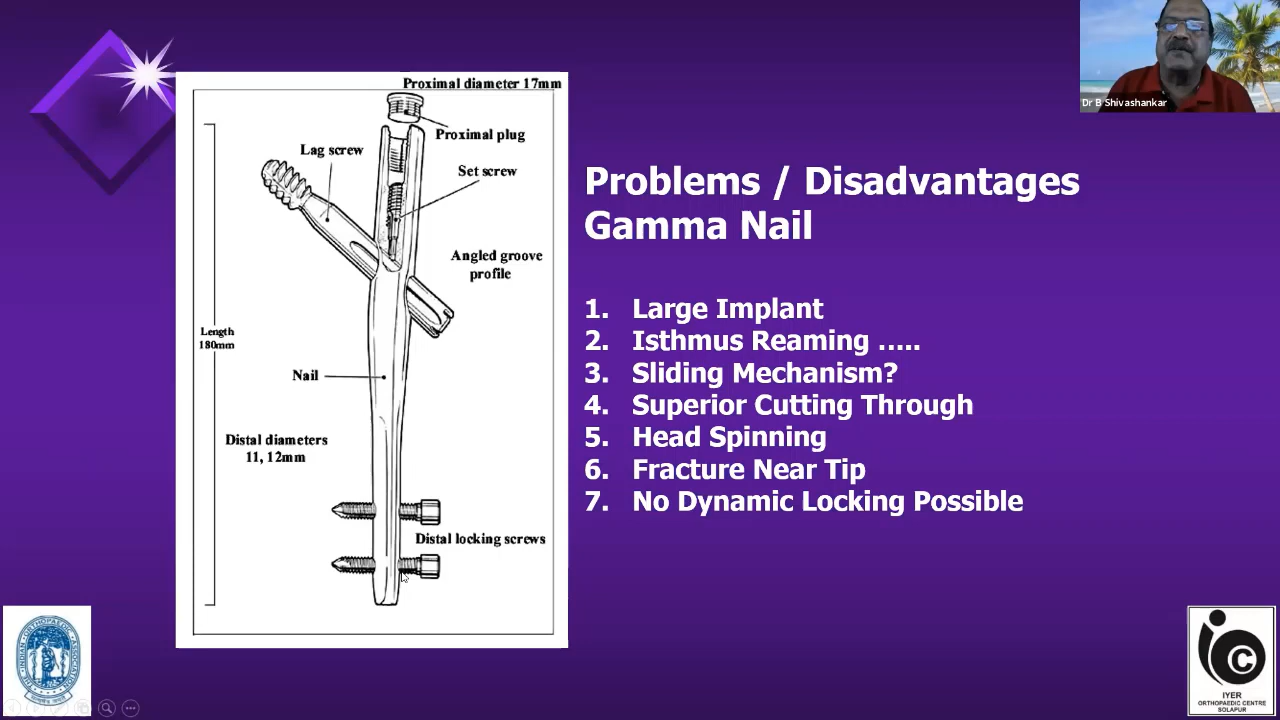 Proximal diameter 17mm
Proximal plug
Lag screw
Set screw
Angled groove
profile
Length
180mm
Nail
Distal diameters
11, 12mm
Distal locking screws
Dr B Shivashankar
Problems / Disadvantages
Gamma Nail
1. Large Implant
2. Isthmus Reaming .....
3. Sliding Mechanism?
4. Superior Cutting Through
5. Head Spinning
6. Fracture Near Tip
7. No Dynamic Locking Possible
INDIAN ORTHOPAEDIC ASSOCIATION
IYER
ORTHOPAEDIC CENTRE
SOLAPUR